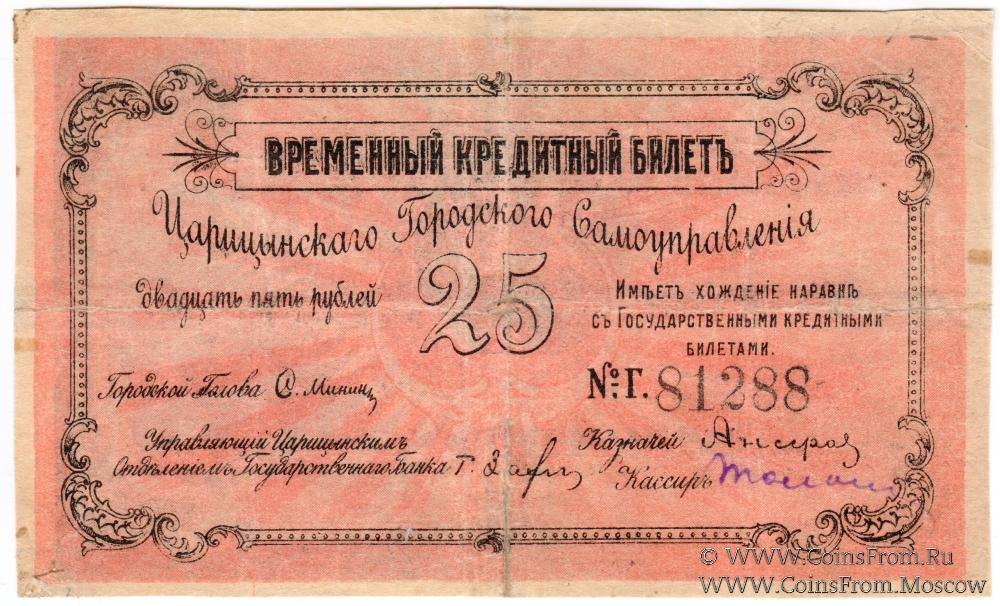 ВРЕМЕННЫЙ КРЕДИТНЫЙ БИЛЕТЪ
Царицынскаго Городского Самоуправленія
двадцать пять рублей
25
Имѣетъ хожденіе наравнѣ
съ Государственными кредитными
билетами.
№ Г. 81288
Городской Голова С. Минин
Управляющій Царицынскимъ
Отдѣленіемъ Государственнаго Банка Г.
Казначей
Кассиръ
© www.CoinsFrom.Ru
www.CoinsFrom.Moscow